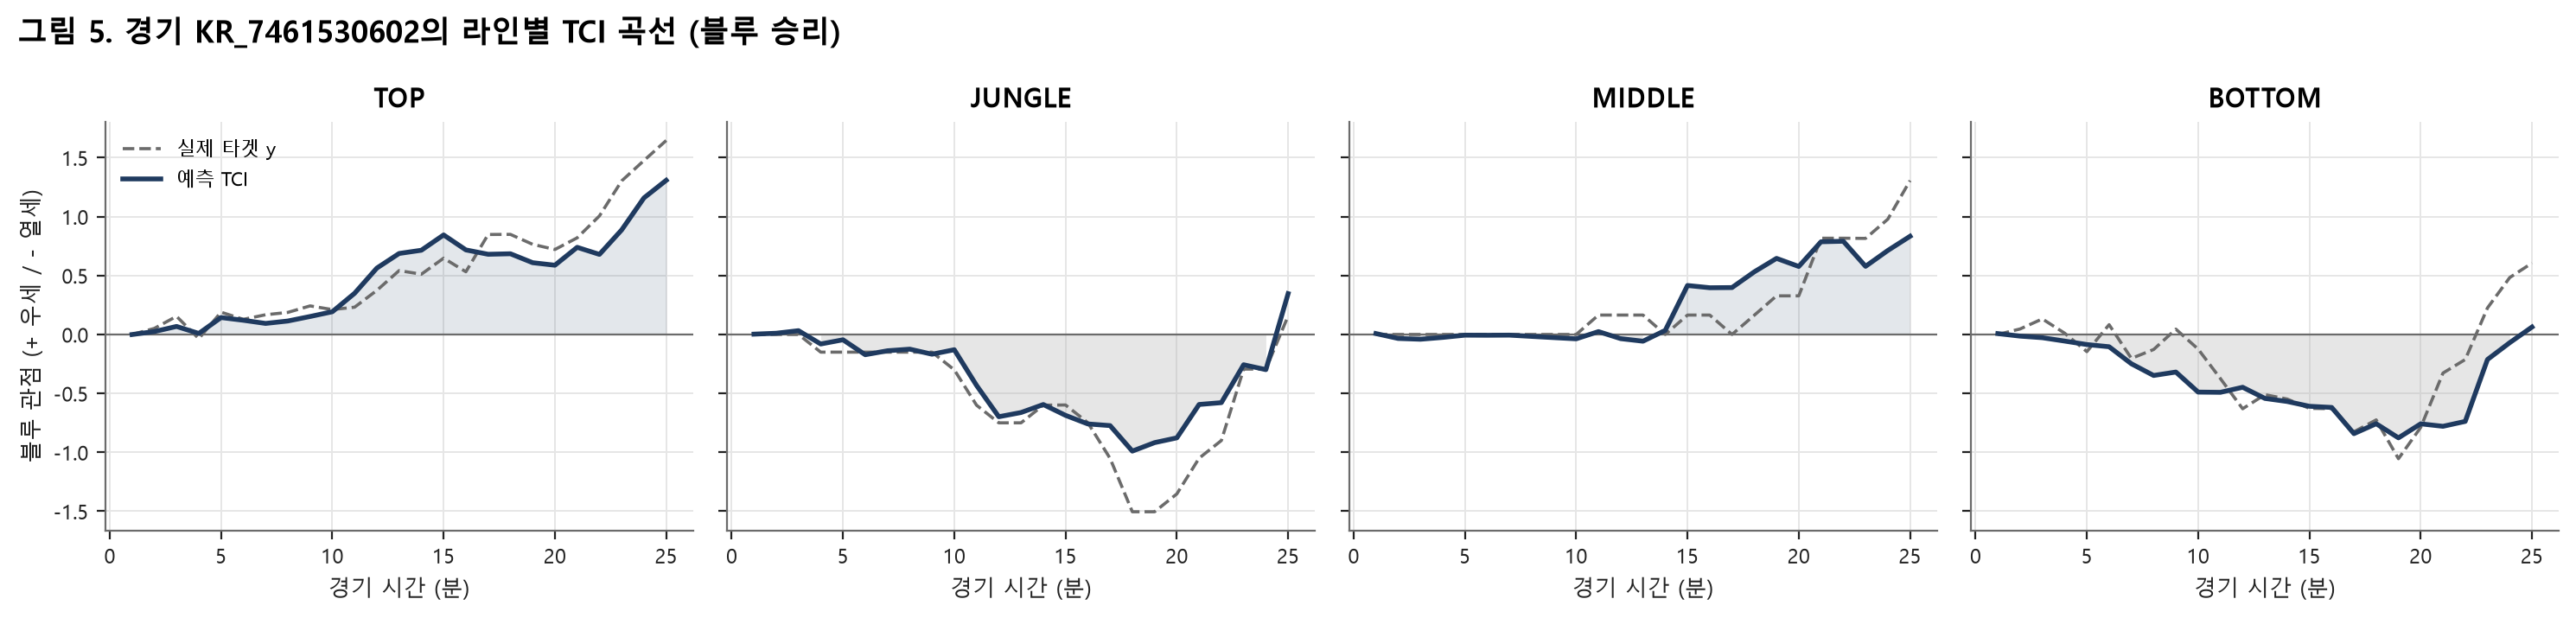 그림 5. 경기 KR_7461530602의 라인별 TCI 곡선 (블루 승리)
TOP
JUNGLE
MIDDLE
BOTTOM
실제 타겟 y
예측 TCI
블루 관점 (+ 우세 / - 열세)
1.5
1.0
0.5
0.0
-0.5
-1.0
-1.5
0 5 10 15 20 25
0 5 10 15 20 25
0 5 10 15 20 25
0 5 10 15 20 25
경기 시간 (분)
경기 시간 (분)
경기 시간 (분)
경기 시간 (분)